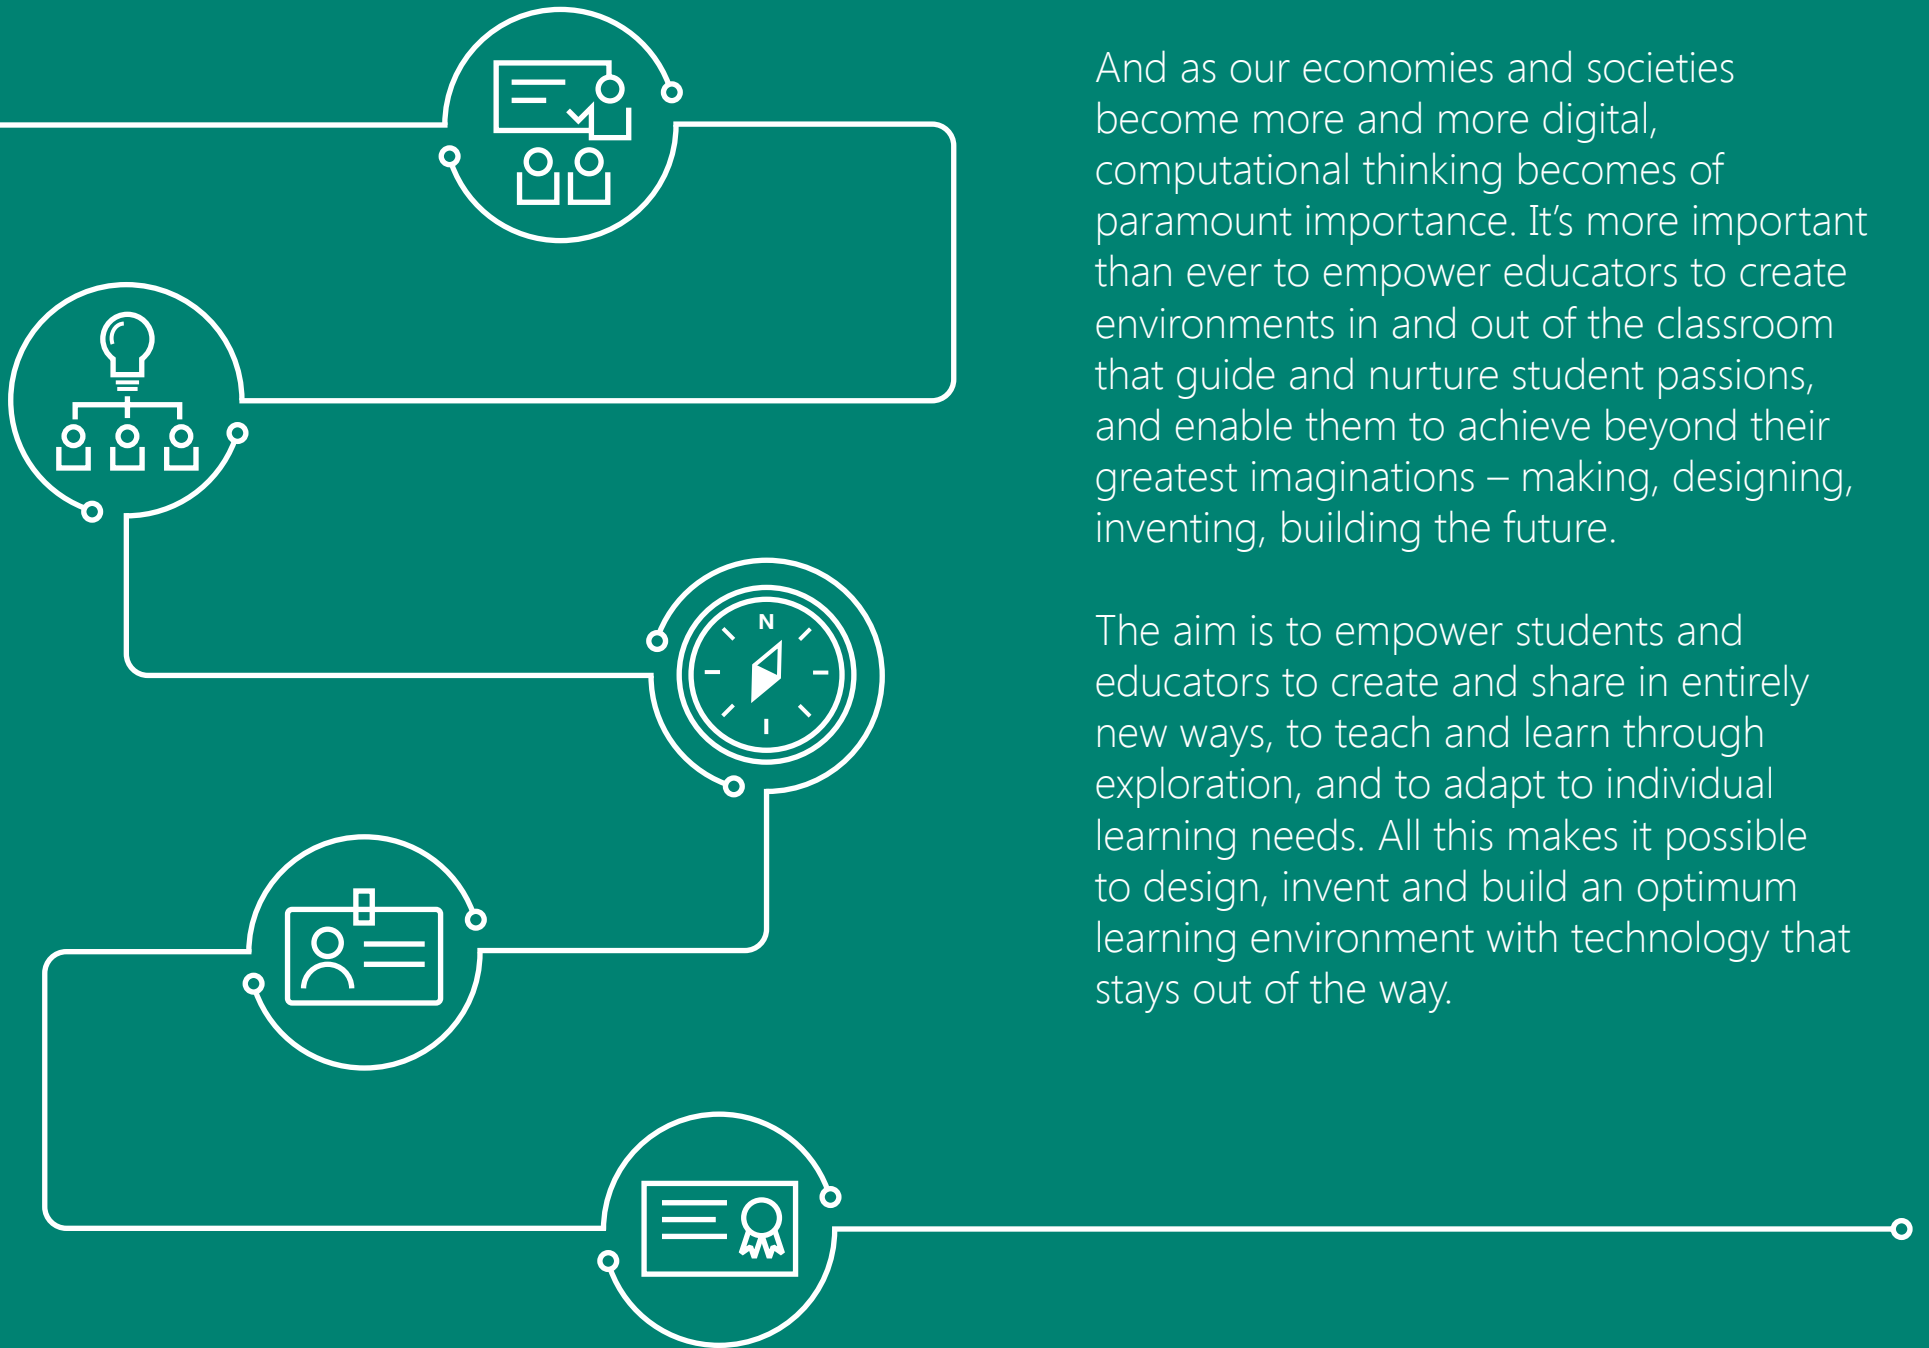 And as our economies and societies
become more and more digital,
computational thinking becomes of
paramount importance. It’s more important
than ever to empower educators to create
environments in and out of the classroom
that guide and nurture student passions,
and enable them to achieve beyond their
greatest imaginations – making, designing,
inventing, building the future.
The aim is to empower students and
educators to create and share in entirely
new ways, to teach and learn through
exploration, and to adapt to individual
learning needs. All this makes it possible
to design, invent and build an optimum
learning environment with technology that
stays out of the way.
N